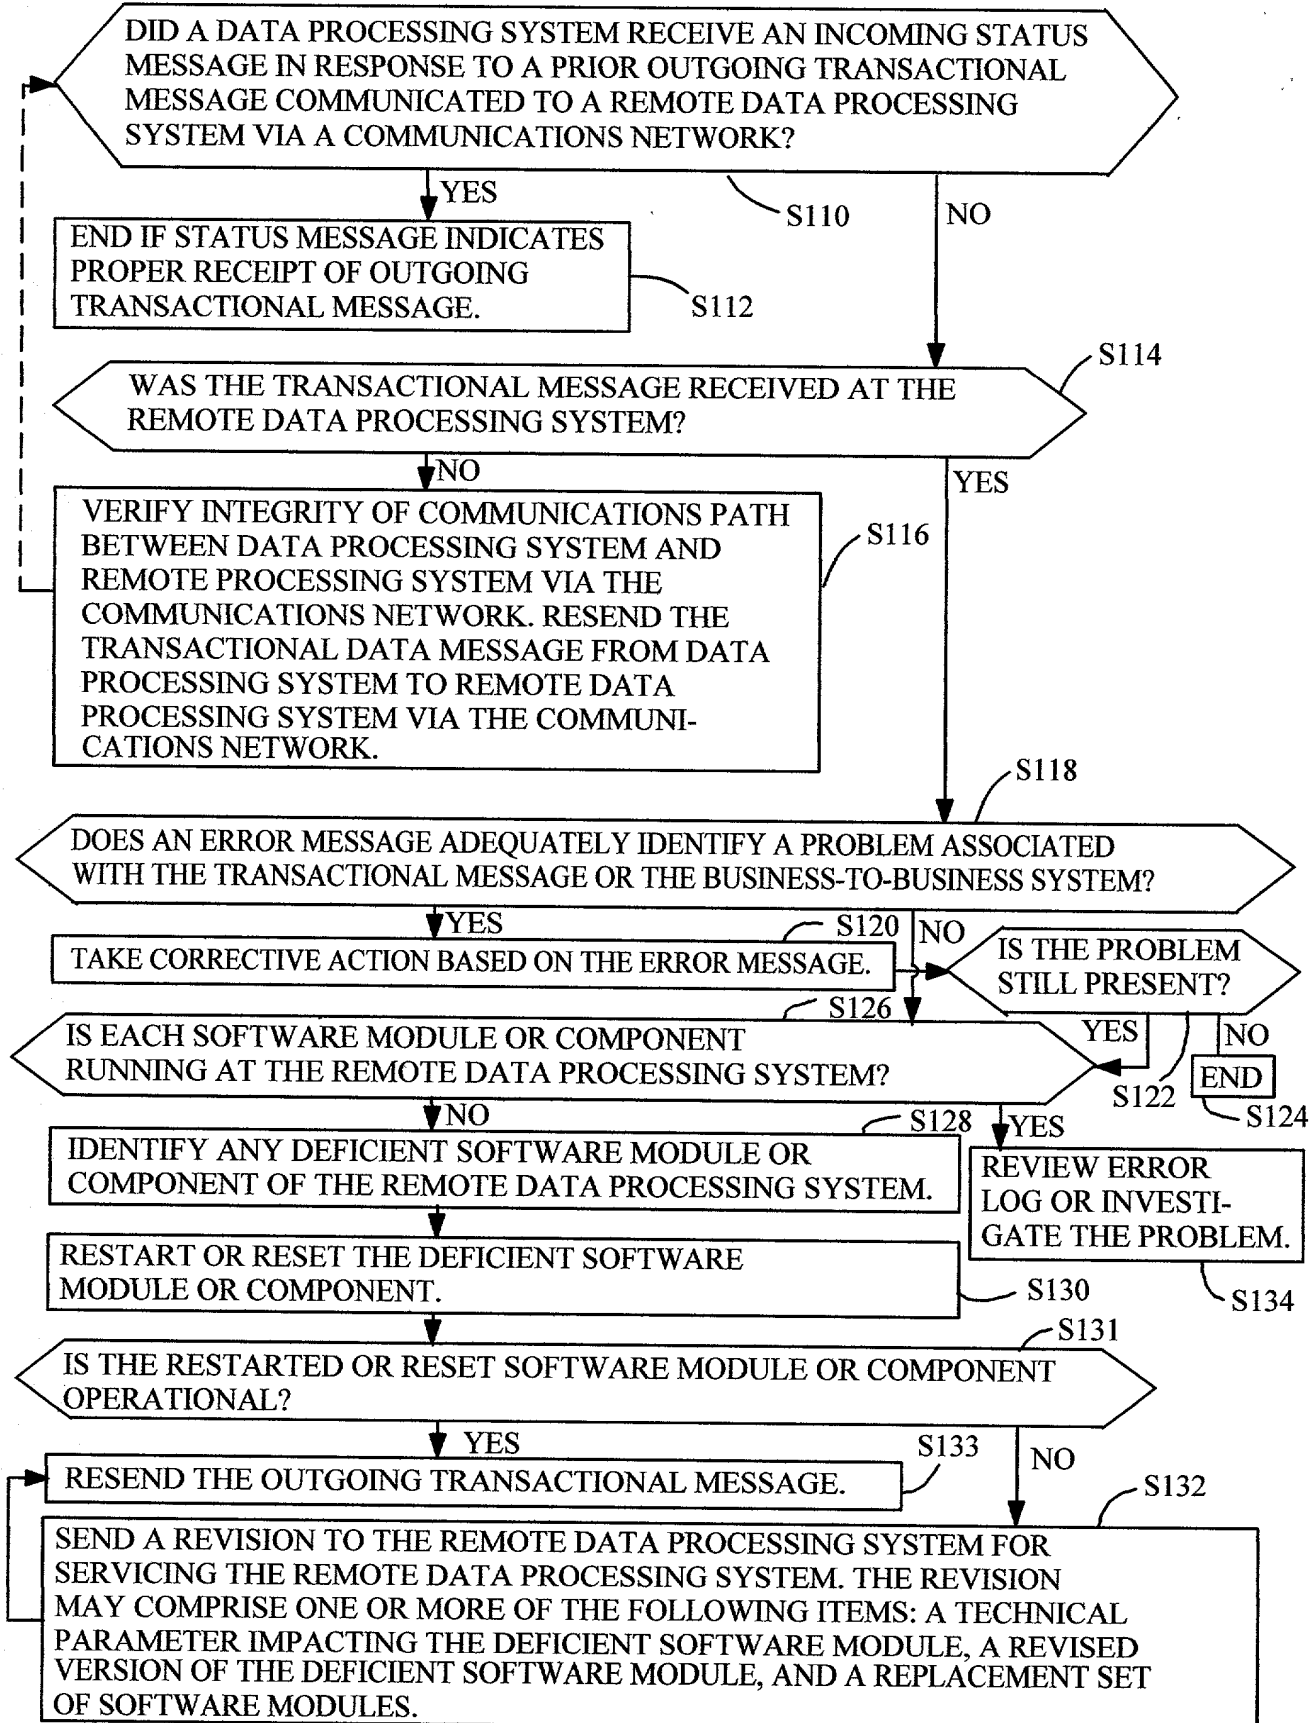 DID A DATA PROCESSING SYSTEM RECEIVE AN INCOMING STATUS
MESSAGE IN RESPONSE TO A PRIOR OUTGOING TRANSACTIONAL
MESSAGE COMMUNICATED TO A REMOTE DATA PROCESSING
SYSTEM VIA A COMMUNICATIONS NETWORK?
YES
S110
NO
END IF STATUS MESSAGE INDICATES
PROPER RECEIPT OF OUTGOING
TRANSACTIONAL MESSAGE.
S112
S114
WAS THE TRANSACTIONAL MESSAGE RECEIVED AT THE
REMOTE DATA PROCESSING SYSTEM?
NO
YES
VERIFY INTEGRITY OF COMMUNICATIONS PATH
BETWEEN DATA PROCESSING SYSTEM AND
REMOTE PROCESSING SYSTEM VIA THE
COMMUNICATIONS NETWORK. RESEND THE
TRANSACTIONAL DATA MESSAGE FROM DATA
PROCESSING SYSTEM TO REMOTE DATA
PROCESSING SYSTEM VIA THE COMMUNI-
CATIONS NETWORK.
S116
S118
DOES AN ERROR MESSAGE ADEQUATELY IDENTIFY A PROBLEM ASSOCIATED
WITH THE TRANSACTIONAL MESSAGE OR THE BUSINESS-TO-BUSINESS SYSTEM?
YES
S120
NO
TAKE CORRECTIVE ACTION BASED ON THE ERROR MESSAGE.
IS THE PROBLEM
STILL PRESENT?
S126
YES
NO
IS EACH SOFTWARE MODULE OR COMPONENT
RUNNING AT THE REMOTE DATA PROCESSING SYSTEM?
S122
END
S124
NO
S128
YES
IDENTIFY ANY DEFICIENT SOFTWARE MODULE OR
COMPONENT OF THE REMOTE DATA PROCESSING SYSTEM.
REVIEW ERROR
LOG OR INVESTI-
GATE THE PROBLEM.
S134
RESTART OR RESET THE DEFICIENT SOFTWARE
MODULE OR COMPONENT.
S130
S131
IS THE RESTARTED OR RESET SOFTWARE MODULE OR COMPONENT
OPERATIONAL?
YES
S133
NO
RESEND THE OUTGOING TRANSACTIONAL MESSAGE.
S132
SEND A REVISION TO THE REMOTE DATA PROCESSING SYSTEM FOR
SERVICING THE REMOTE DATA PROCESSING SYSTEM. THE REVISION
MAY COMPRISE ONE OR MORE OF THE FOLLOWING ITEMS: A TECHNICAL
PARAMETER IMPACTING THE DEFICIENT SOFTWARE MODULE, A REVISED
VERSION OF THE DEFICIENT SOFTWARE MODULE, AND A REPLACEMENT SET
OF SOFTWARE MODULES.